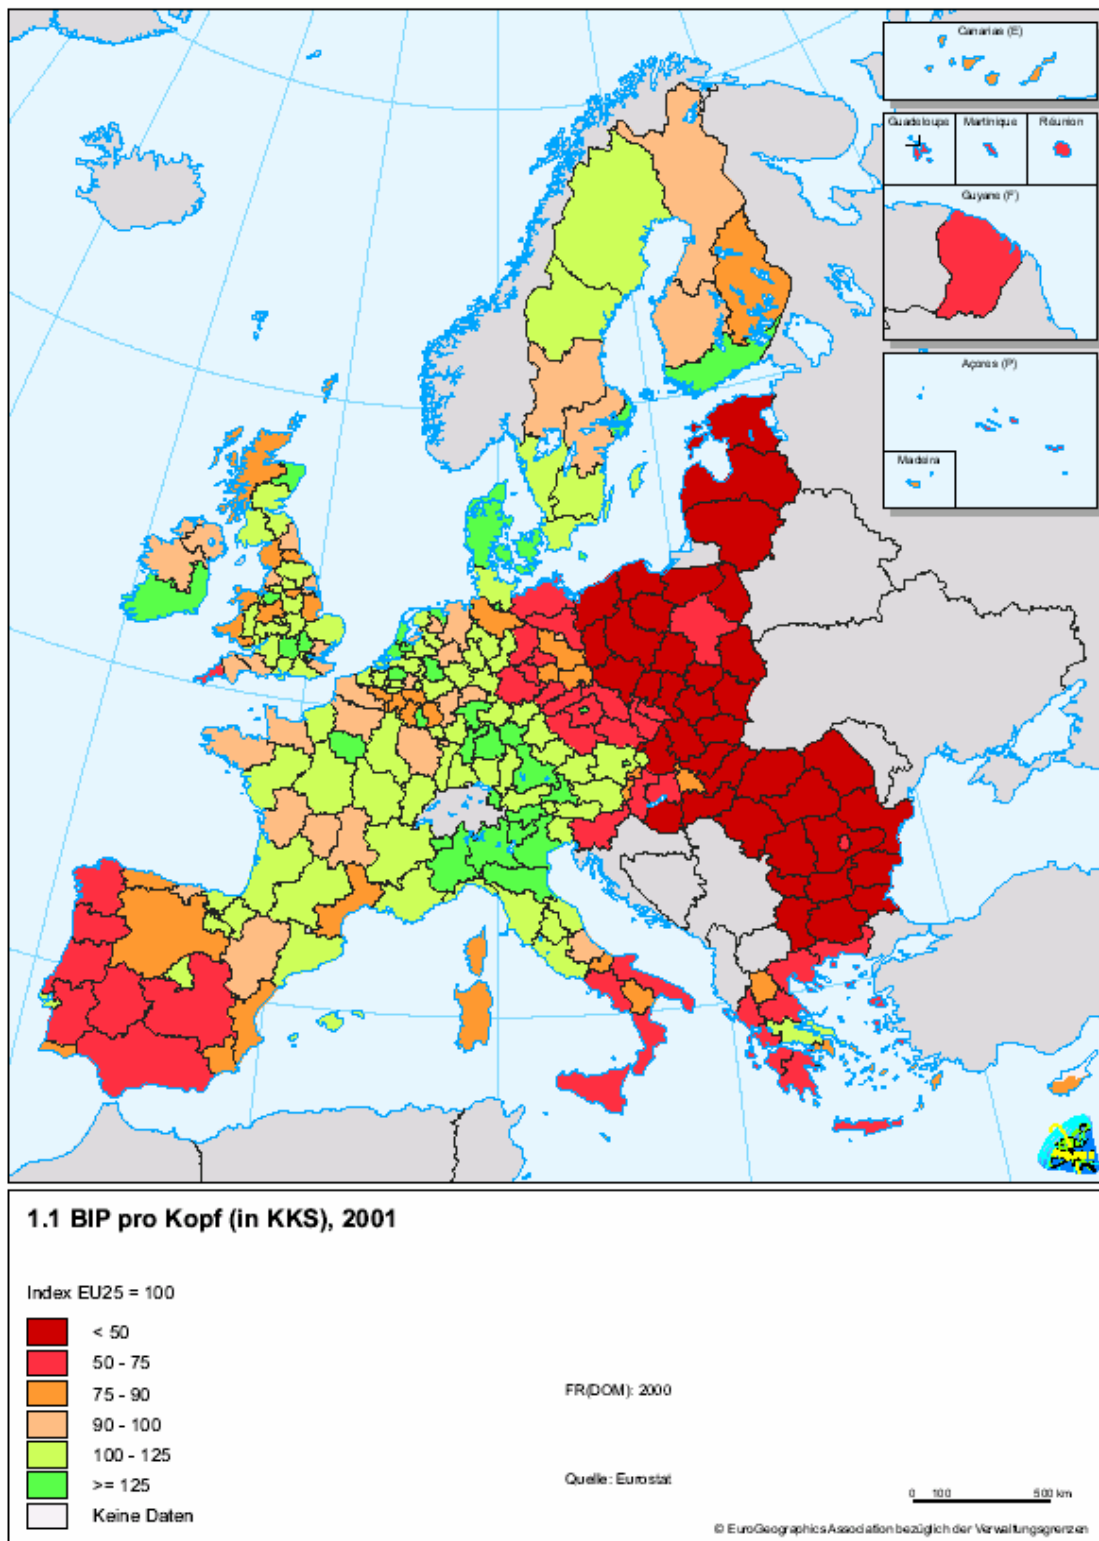 Canarias (E)
Guadeloupe
Martinique
Réunion
Guyane (F)
Açores (P)
Madeira
1.1 BIP pro Kopf (in KKS), 2001
Index EU25 = 100
< 50
50 - 75
75 - 90
90 - 100
100 - 125
>= 125
Keine Daten
FR(DOM): 2000
Quelle: Eurostat
0 100 500 km
© EuroGeographics Association bezüglich der Verwaltungsgrenzen